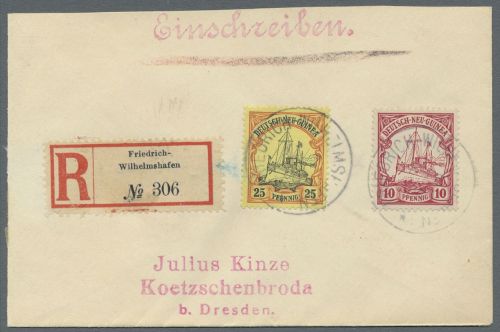 Einschreiben.
R
Friedrich-
Wilhelmshafen
№ 306
DEUTSCH-NEU-GUINEA
25 25
PFENNIG
DEUTSCH-NEU-GUINEA
10 10
PFENNIG
Julius Kinze
Koetzschenbroda
b. Dresden.